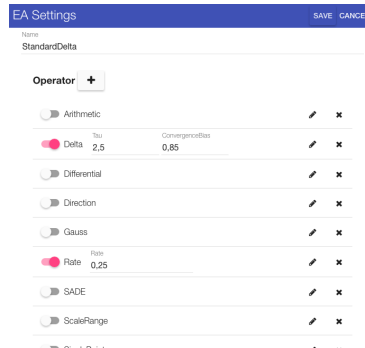 EA Settings SAVE CANCE
Name
StandardDelta
Operator +
Arithmetic
Tau ConvergenceBias
Delta 2,5 0,85
Differential
Direction
Gauss
Rate
Rate 0,25
SADE
ScaleRange